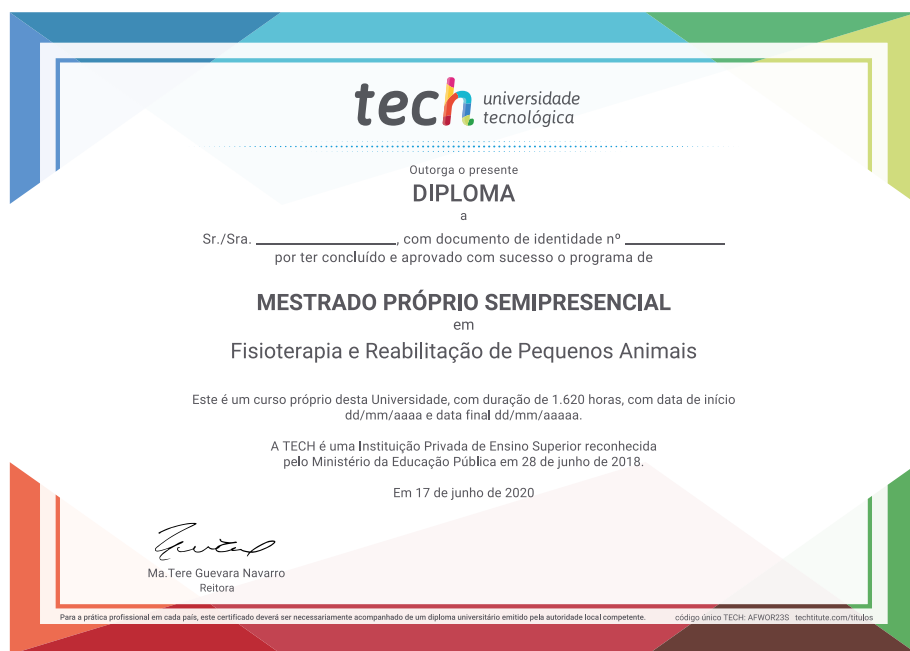 tech universidade
tecnológica
Outorga o presente
DIPLOMA
a
Sr./Sra. ____________________, com documento de identidade nº ______________
por ter concluído e aprovado com sucesso o programa de
MESTRADO PRÓPRIO SEMIPRESENCIAL
em
Fisioterapia e Reabilitação de Pequenos Animais
Este é um curso próprio desta Universidade, com duração de 1.620 horas, com data de início
dd/mm/aaaa e data final dd/mm/aaaaa.
A TECH é uma Instituição Privada de Ensino Superior reconhecida
pelo Ministério da Educação Pública em 28 de junho de 2018.
Em 17 de junho de 2020
Ma.Tere Guevara Navarro
Reitora
Para a prática profissional em cada país, este certificado deverá ser necessariamente acompanhado de um diploma universitário emitido pela autoridade local competente. código único TECH: AFWOR23S techtitute.com/titulos